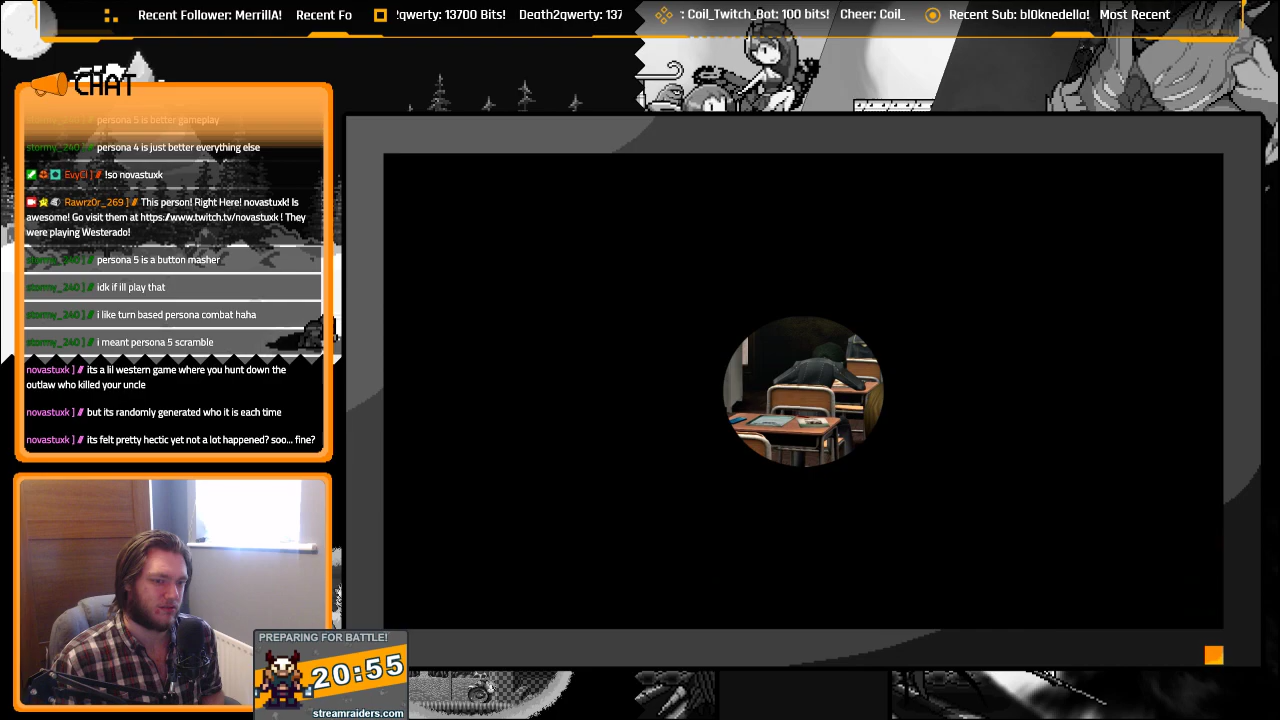 Recent Follower: MerrillA! Recent Fo
!qwerty: 13700 Bits! Death2qwerty: 137
: Coil_Twitch_Bot: 100 bits! Cheer: Coil_
Recent Sub: bl0knedello! Most Recent
CHAT
stormy_240 ] // persona 5 is better gameplay
stormy_240 ] // persona 4 is just better everything else
EvyCl ] // !so novastuxk
Rawrz0r_269 ] // This person! Right Here! novastuxk! Is
awesome! Go visit them at https://www.twitch.tv/novastuxk ! They
were playing Westerado!
stormy_240 ] // persona 5 is a button masher
stormy_240 ] // idk if ill play that
stormy_240 ] // i like turn based persona combat haha
stormy_240 ] // i meant persona 5 scramble
novastuxk ] // its a lil western game where you hunt down the
outlaw who killed your uncle
novastuxk ] // but its randomly generated who it is each time
novastuxk ] // its felt pretty hectic yet not a lot happened? soo... fine?
PREPARING FOR BATTLE!
20:55
streamraiders.com